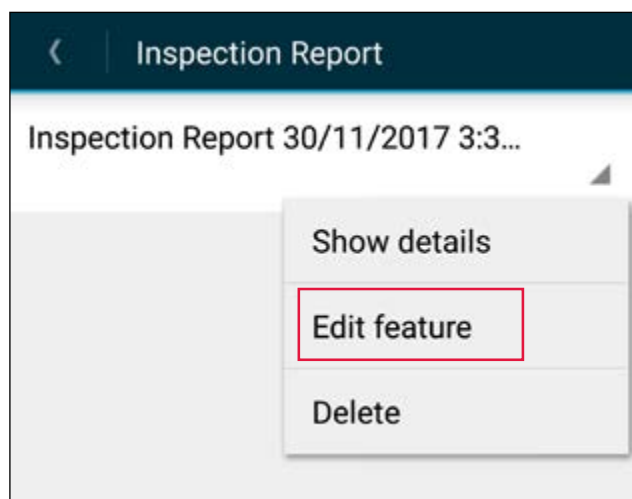 Inspection Report
Inspection Report 30/11/2017 3:3...
Show details
Edit feature
Delete